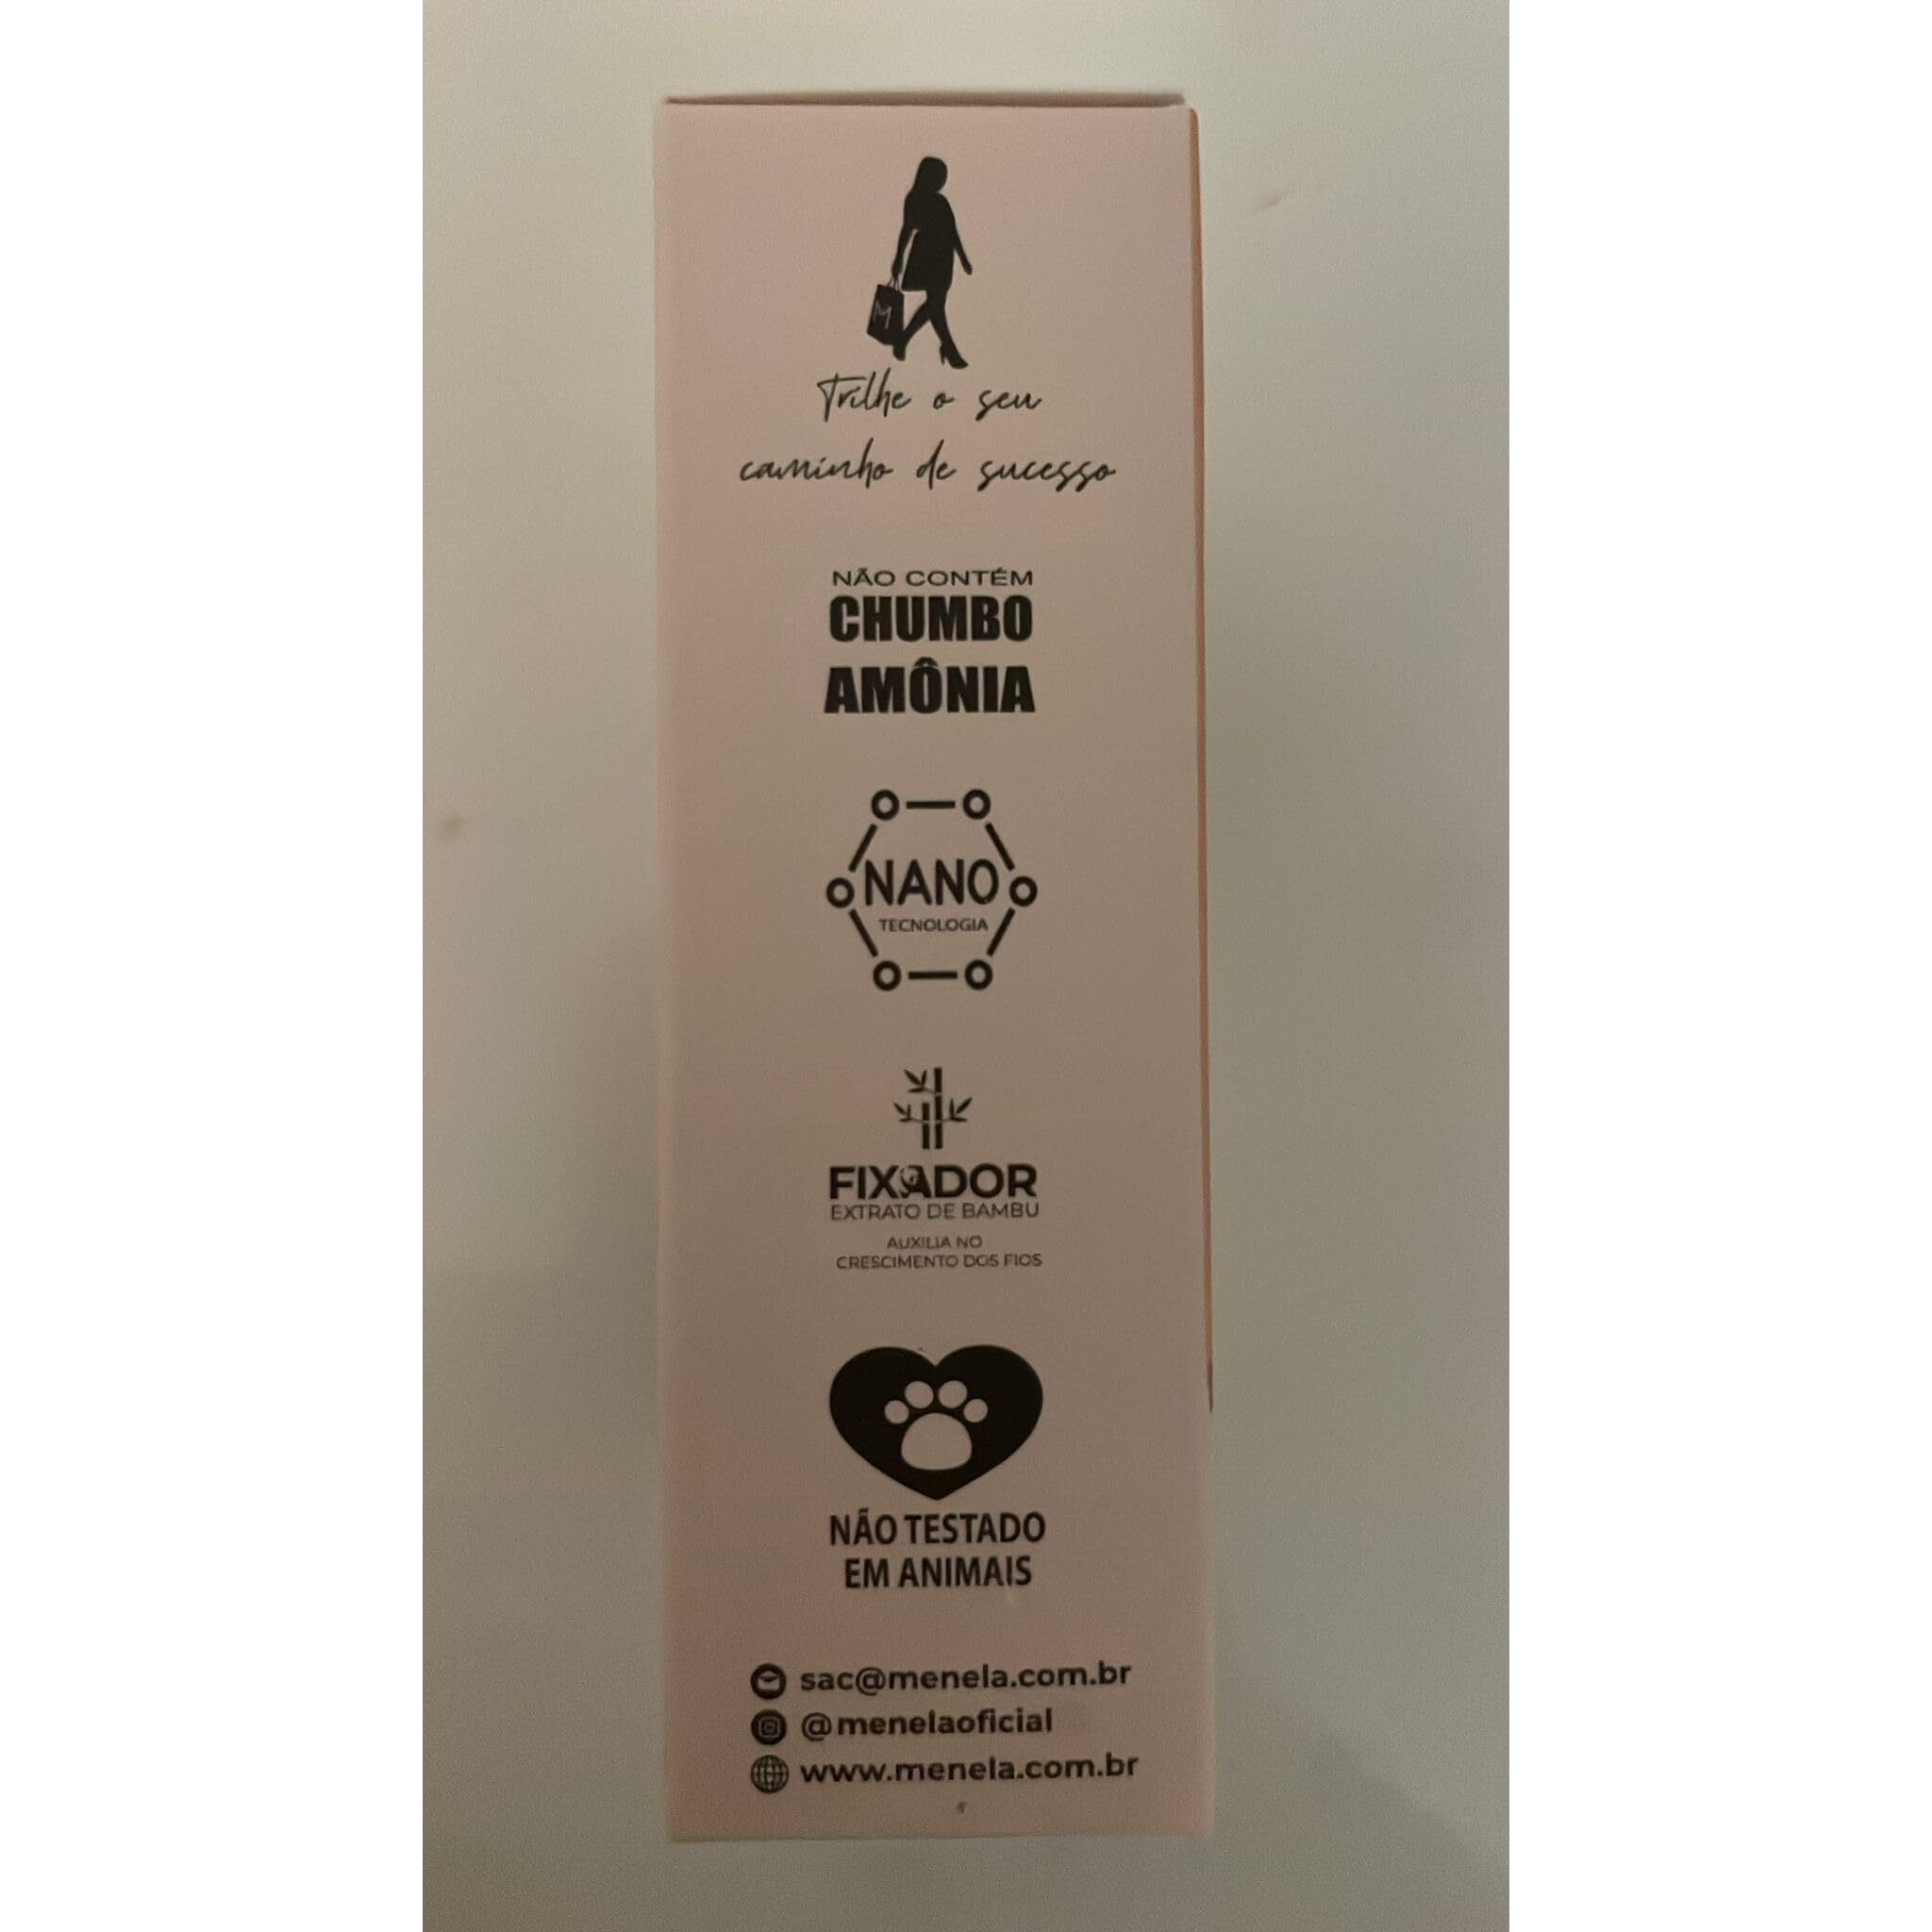 M
Trilhe o seu
caminho de sucesso
NÃO CONTÉM
CHUMBO
AMÔNIA
NANO
TECNOLOGIA
FIXADOR
EXTRATO DE BAMBU
AUXILIA NO
CRESCIMENTO DOS FIOS
NÃO TESTADO
EM ANIMAIS
sac@menela.com.br
@menelaoficial
www.menela.com.br